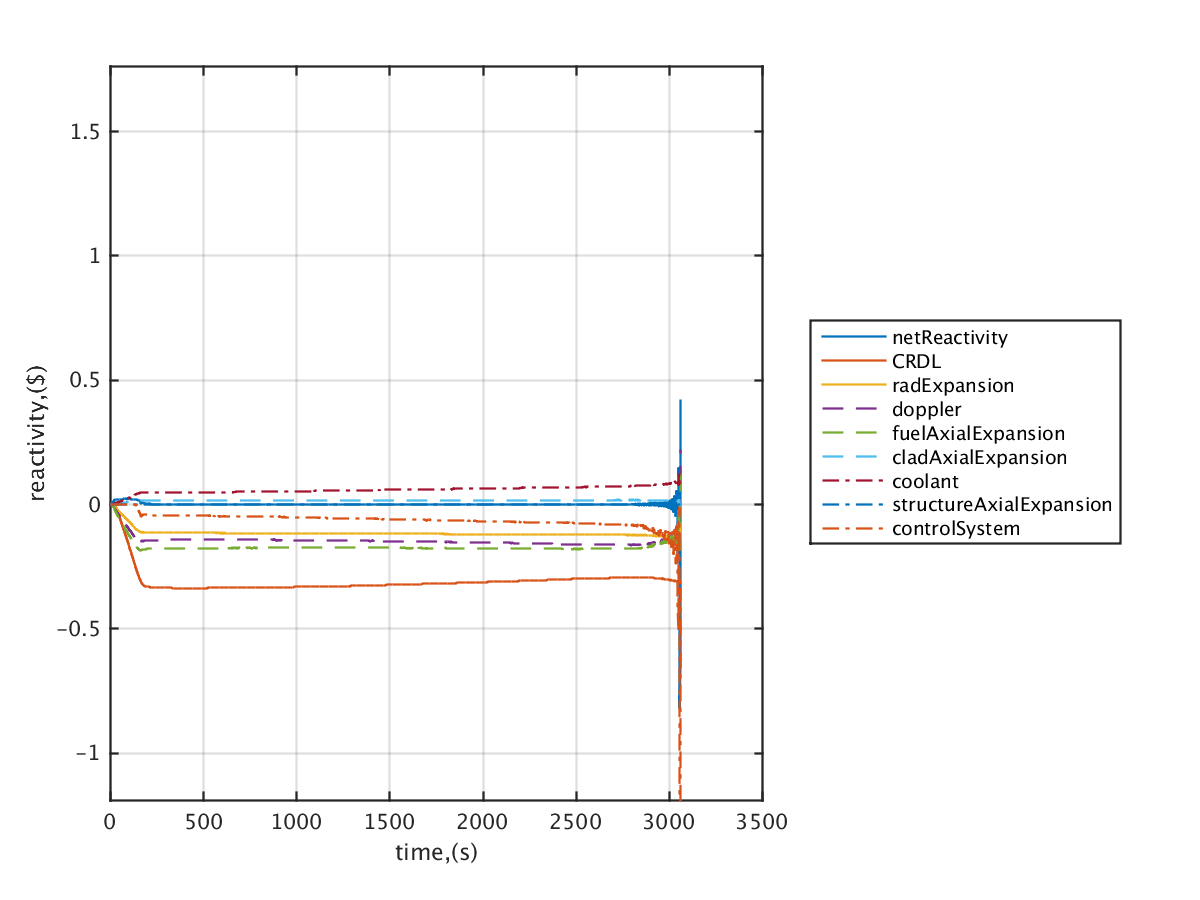 1.5
1
0.5
0
−0.5
−1
reactivity,($)
0 500 1000 1500 2000 2500 3000 3500
time,(s)
netReactivity
CRDL
radExpansion
doppler
fuelAxialExpansion
cladAxialExpansion
coolant
structureAxialExpansion
controlSystem